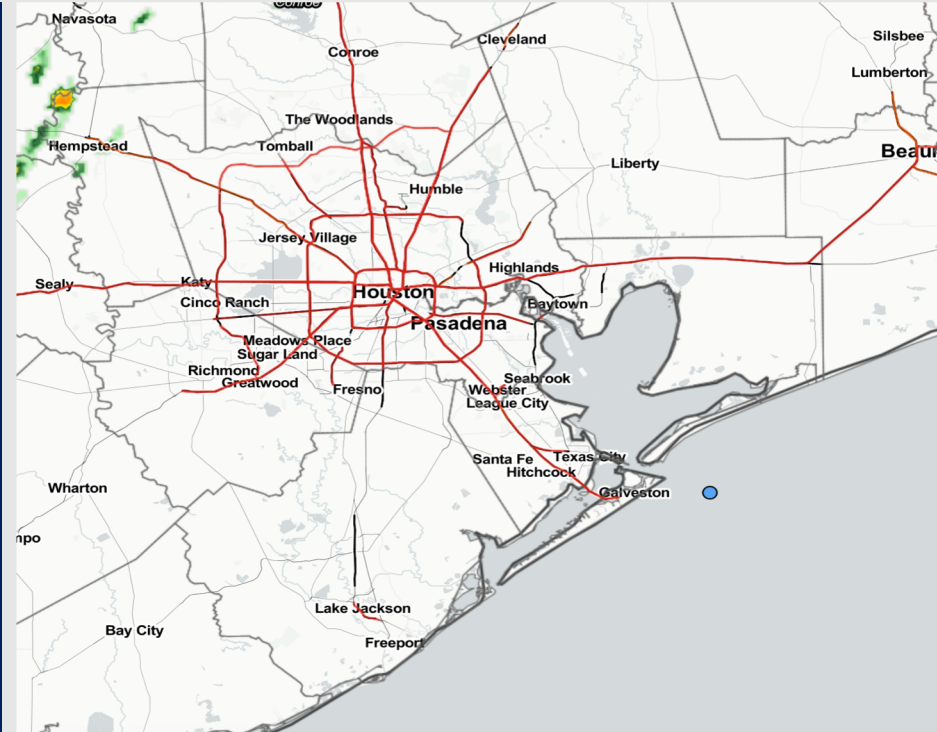 Navasota
Conroe
Conroe
Cleveland
Silsbee
Lumberton
The Woodlands
Hempstead
Tomball
Beau
Liberty
Humble
Jersey Village
Highlands
Sealy
Katy
Houston
Cinco Ranch
Baytown
Pasadena
Meadows Place
Sugar Land
Richmond
Greatwood
Seabrook
Fresno
Webster
League City
Santa Fe
Texas City
Hitchcock
Wharton
Galveston
mpo
Lake Jackson
Bay City
Freeport